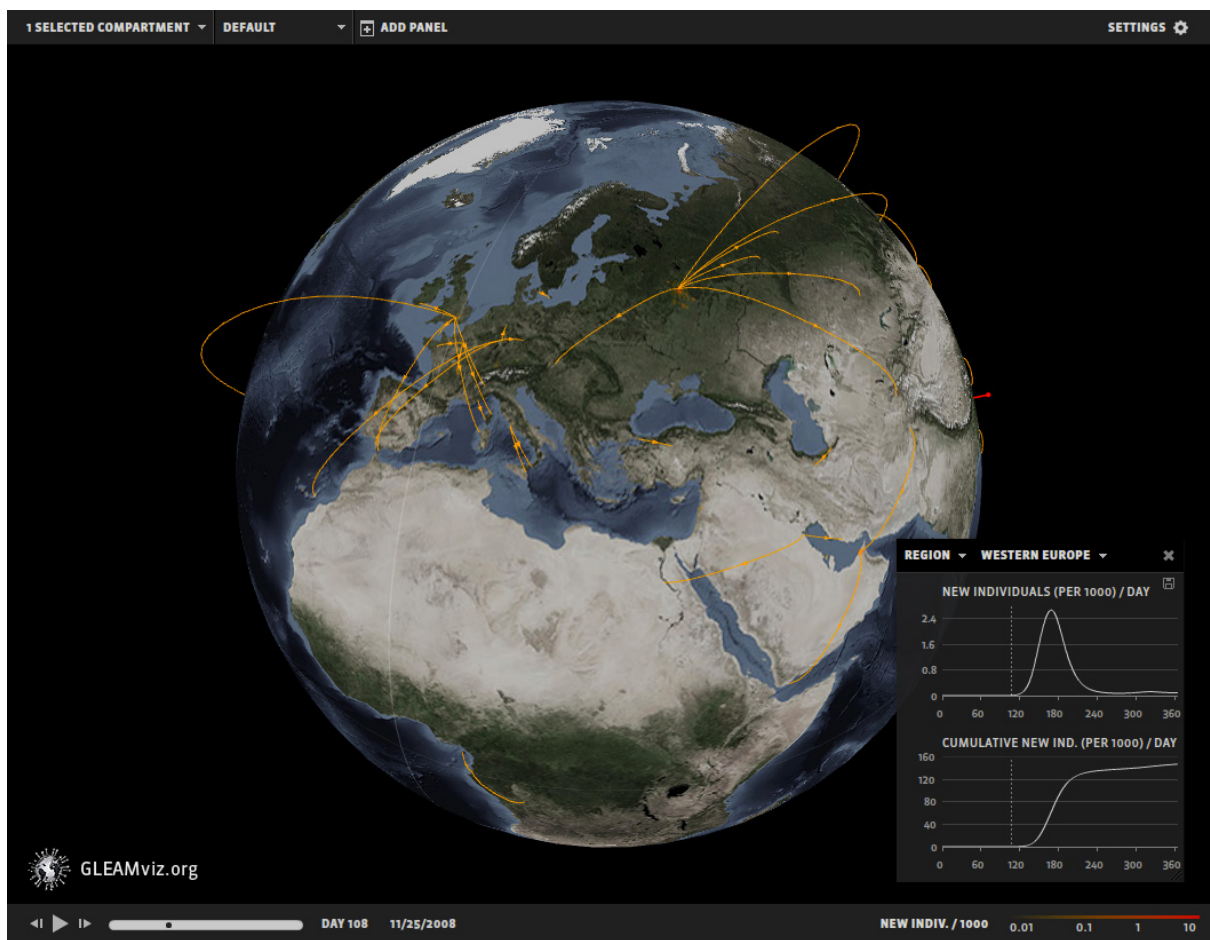 1 SELECTED COMPARTMENT DEFAULT ADD PANEL SETTINGS
REGION WESTERN EUROPE
NEW INDIVIDUALS (PER 1000) / DAY
2.4
1.6
0.8
0
0 60 120 180 240 300 360
CUMULATIVE NEW IND. (PER 1000) / DAY
160
120
80
40
0
0 60 120 180 240 300 360
GLEAMviz.org
DAY 108 11/25/2008 NEW INDIV. / 1000 0.01 0.1 1 10